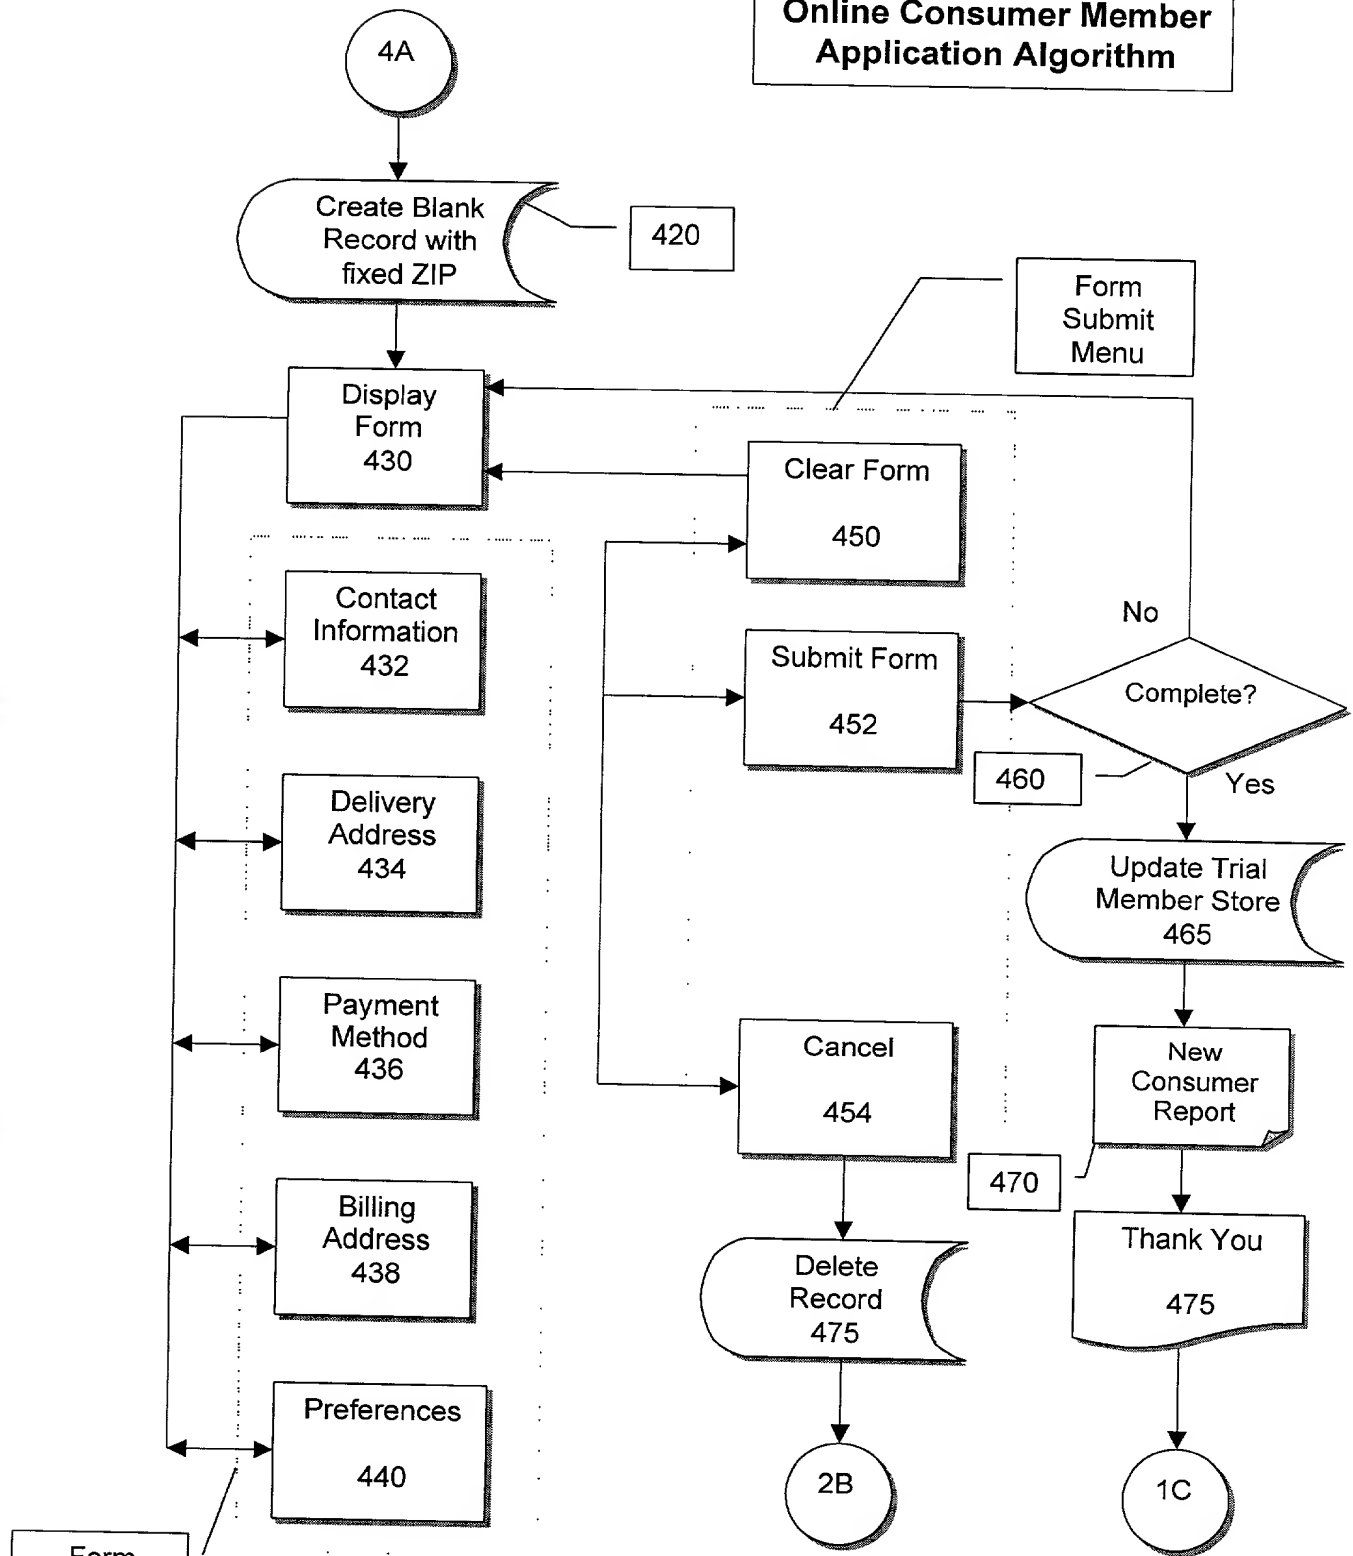 Online Consumer Member
Application Algorithm
4A
Create Blank
Record with
fixed ZIP
420
Form
Submit
Menu
Display
Form
430
Clear Form
450
Contact
Information
432
No
Submit Form
452
Complete?
460
Yes
Delivery
Address
434
Update Trial
Member Store
465
Payment
Method
436
Cancel
454
New
Consumer
Report
470
Billing
Address
438
Thank You
475
Delete
Record
475
Preferences
440
2B
1C
Form